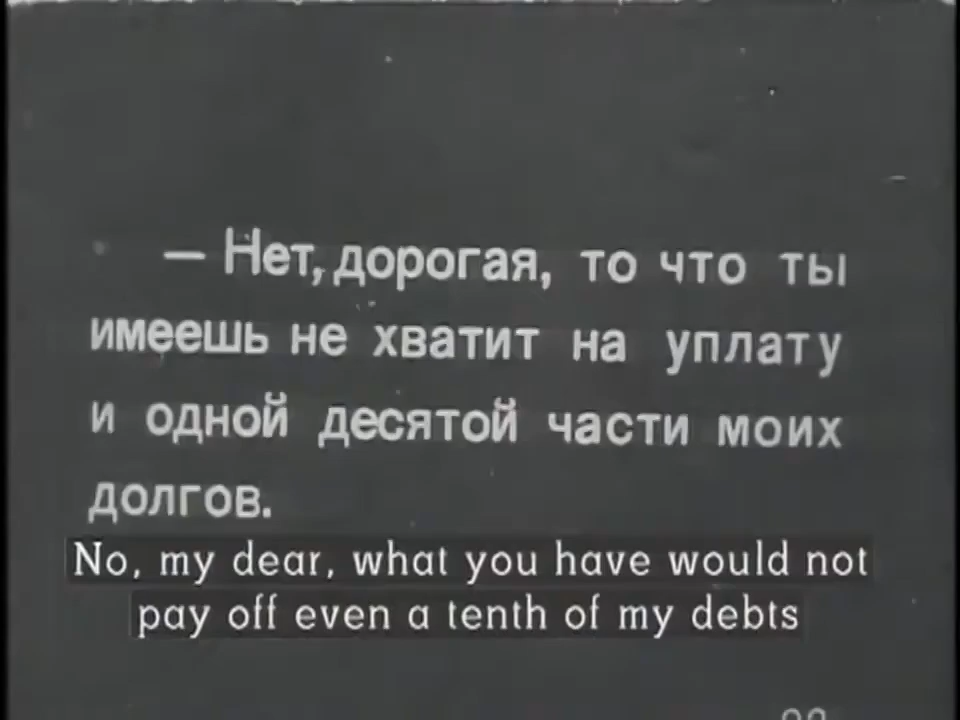 — Нет, дорогая, то что ты
имеешь не хватит на уплату
и одной десятой части моих
долгов.
No, my dear, what you have would not
pay off even a tenth of my debts